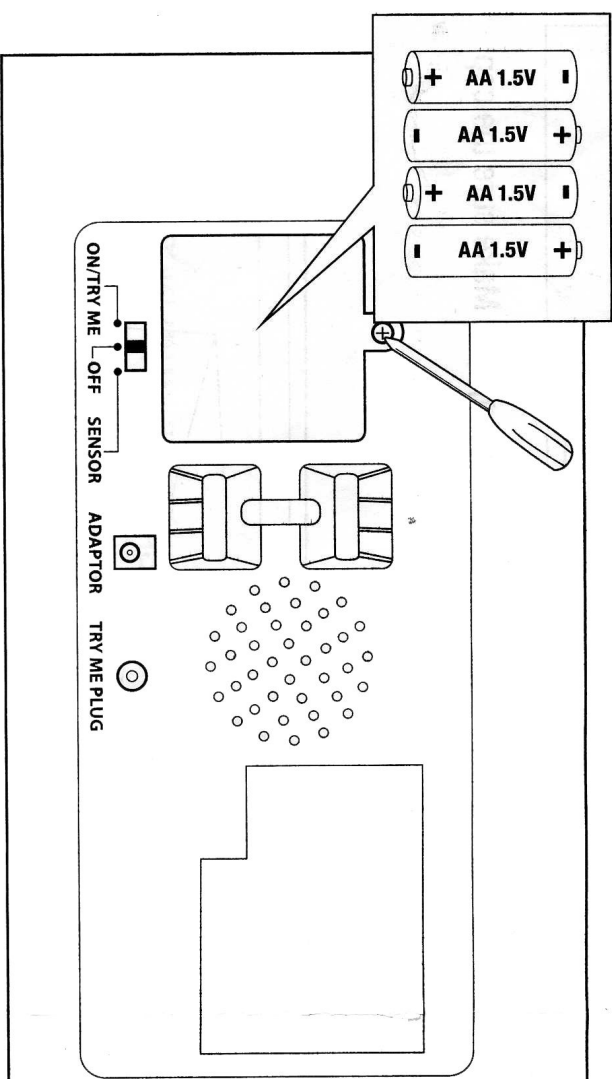 + AA 1.5V -
- AA 1.5V +
+ AA 1.5V -
- AA 1.5V +
ON/TRY ME
OFF
SENSOR
ADAPTOR
TRY ME PLUG